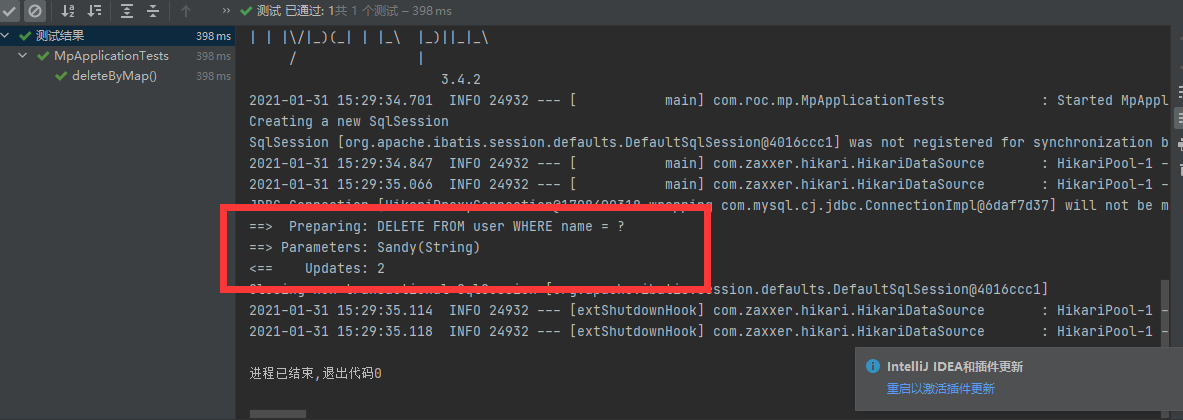 » 测试 已通过: 1共 1 个测试 – 398 ms
测试结果 398 ms
MpApplicationTests 398 ms
deleteByMap() 398 ms
| | |\/|_)(_| | |_\  |_)||_|_\
/               |
3.4.2
2021-01-31 15:29:34.701  INFO 24932 --- [           main] com.roc.mp.MpApplicationTests            : Started MpAppl
Creating a new SqlSession
SqlSession [org.apache.ibatis.session.defaults.DefaultSqlSession@4016ccc1] was not registered for synchronization b
2021-01-31 15:29:34.847  INFO 24932 --- [           main] com.zaxxer.hikari.HikariDataSource       : HikariPool-1 -
2021-01-31 15:29:35.066  INFO 24932 --- [           main] com.zaxxer.hikari.HikariDataSource       : HikariPool-1 -
JDBC Connection [HikariProxyConnection@1708690318 wrapping com.mysql.cj.jdbc.ConnectionImpl@6daf7d37] will not be m
==>  Preparing: DELETE FROM user WHERE name = ?
==> Parameters: Sandy(String)
<==    Updates: 2
Closing non transactional SqlSession [org.apache.ibatis.session.defaults.DefaultSqlSession@4016ccc1]
2021-01-31 15:29:35.114  INFO 24932 --- [extShutdownHook] com.zaxxer.hikari.HikariDataSource       : HikariPool-1 -
2021-01-31 15:29:35.118  INFO 24932 --- [extShutdownHook] com.zaxxer.hikari.HikariDataSource       : HikariPool-1 -
进程已结束,退出代码0
IntelliJ IDEA和插件更新
重启以激活插件更新